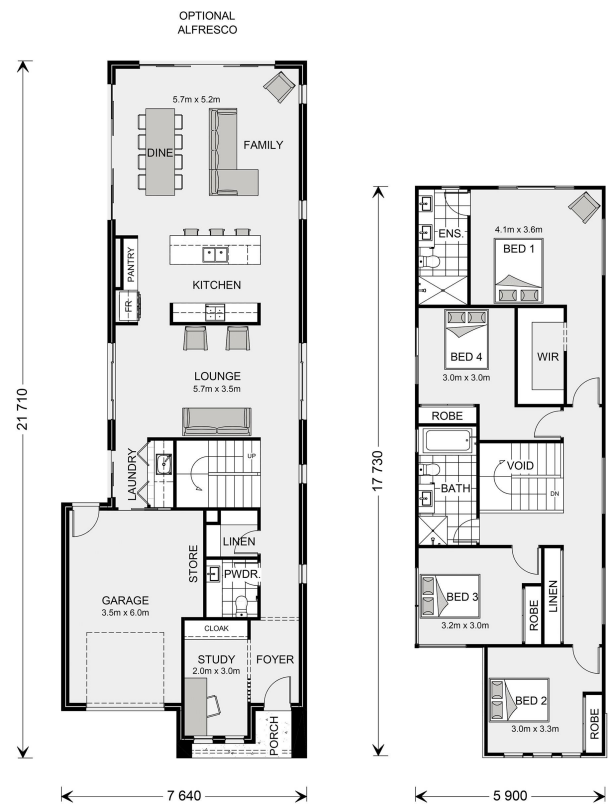 OPTIONAL
ALFRESCO
5.7m x 5.2m
DINE
FAMILY
PANTRY
FR
KITCHEN
LOUNGE
5.7m x 3.5m
21 710
LAUNDRY
UP
LINEN
STORE
PWDR.
GARAGE
3.5m x 6.0m
CLOAK
STUDY
2.0m x 3.0m
FOYER
PORCH
7 640
ENS.
4.1m x 3.6m
BED 1
BED 4
3.0m x 3.0m
WIR
ROBE
17 730
VOID
BATH
DN
BED 3
3.2m x 3.0m
ROBE
LINEN
BED 2
3.0m x 3.3m
ROBE
5 900